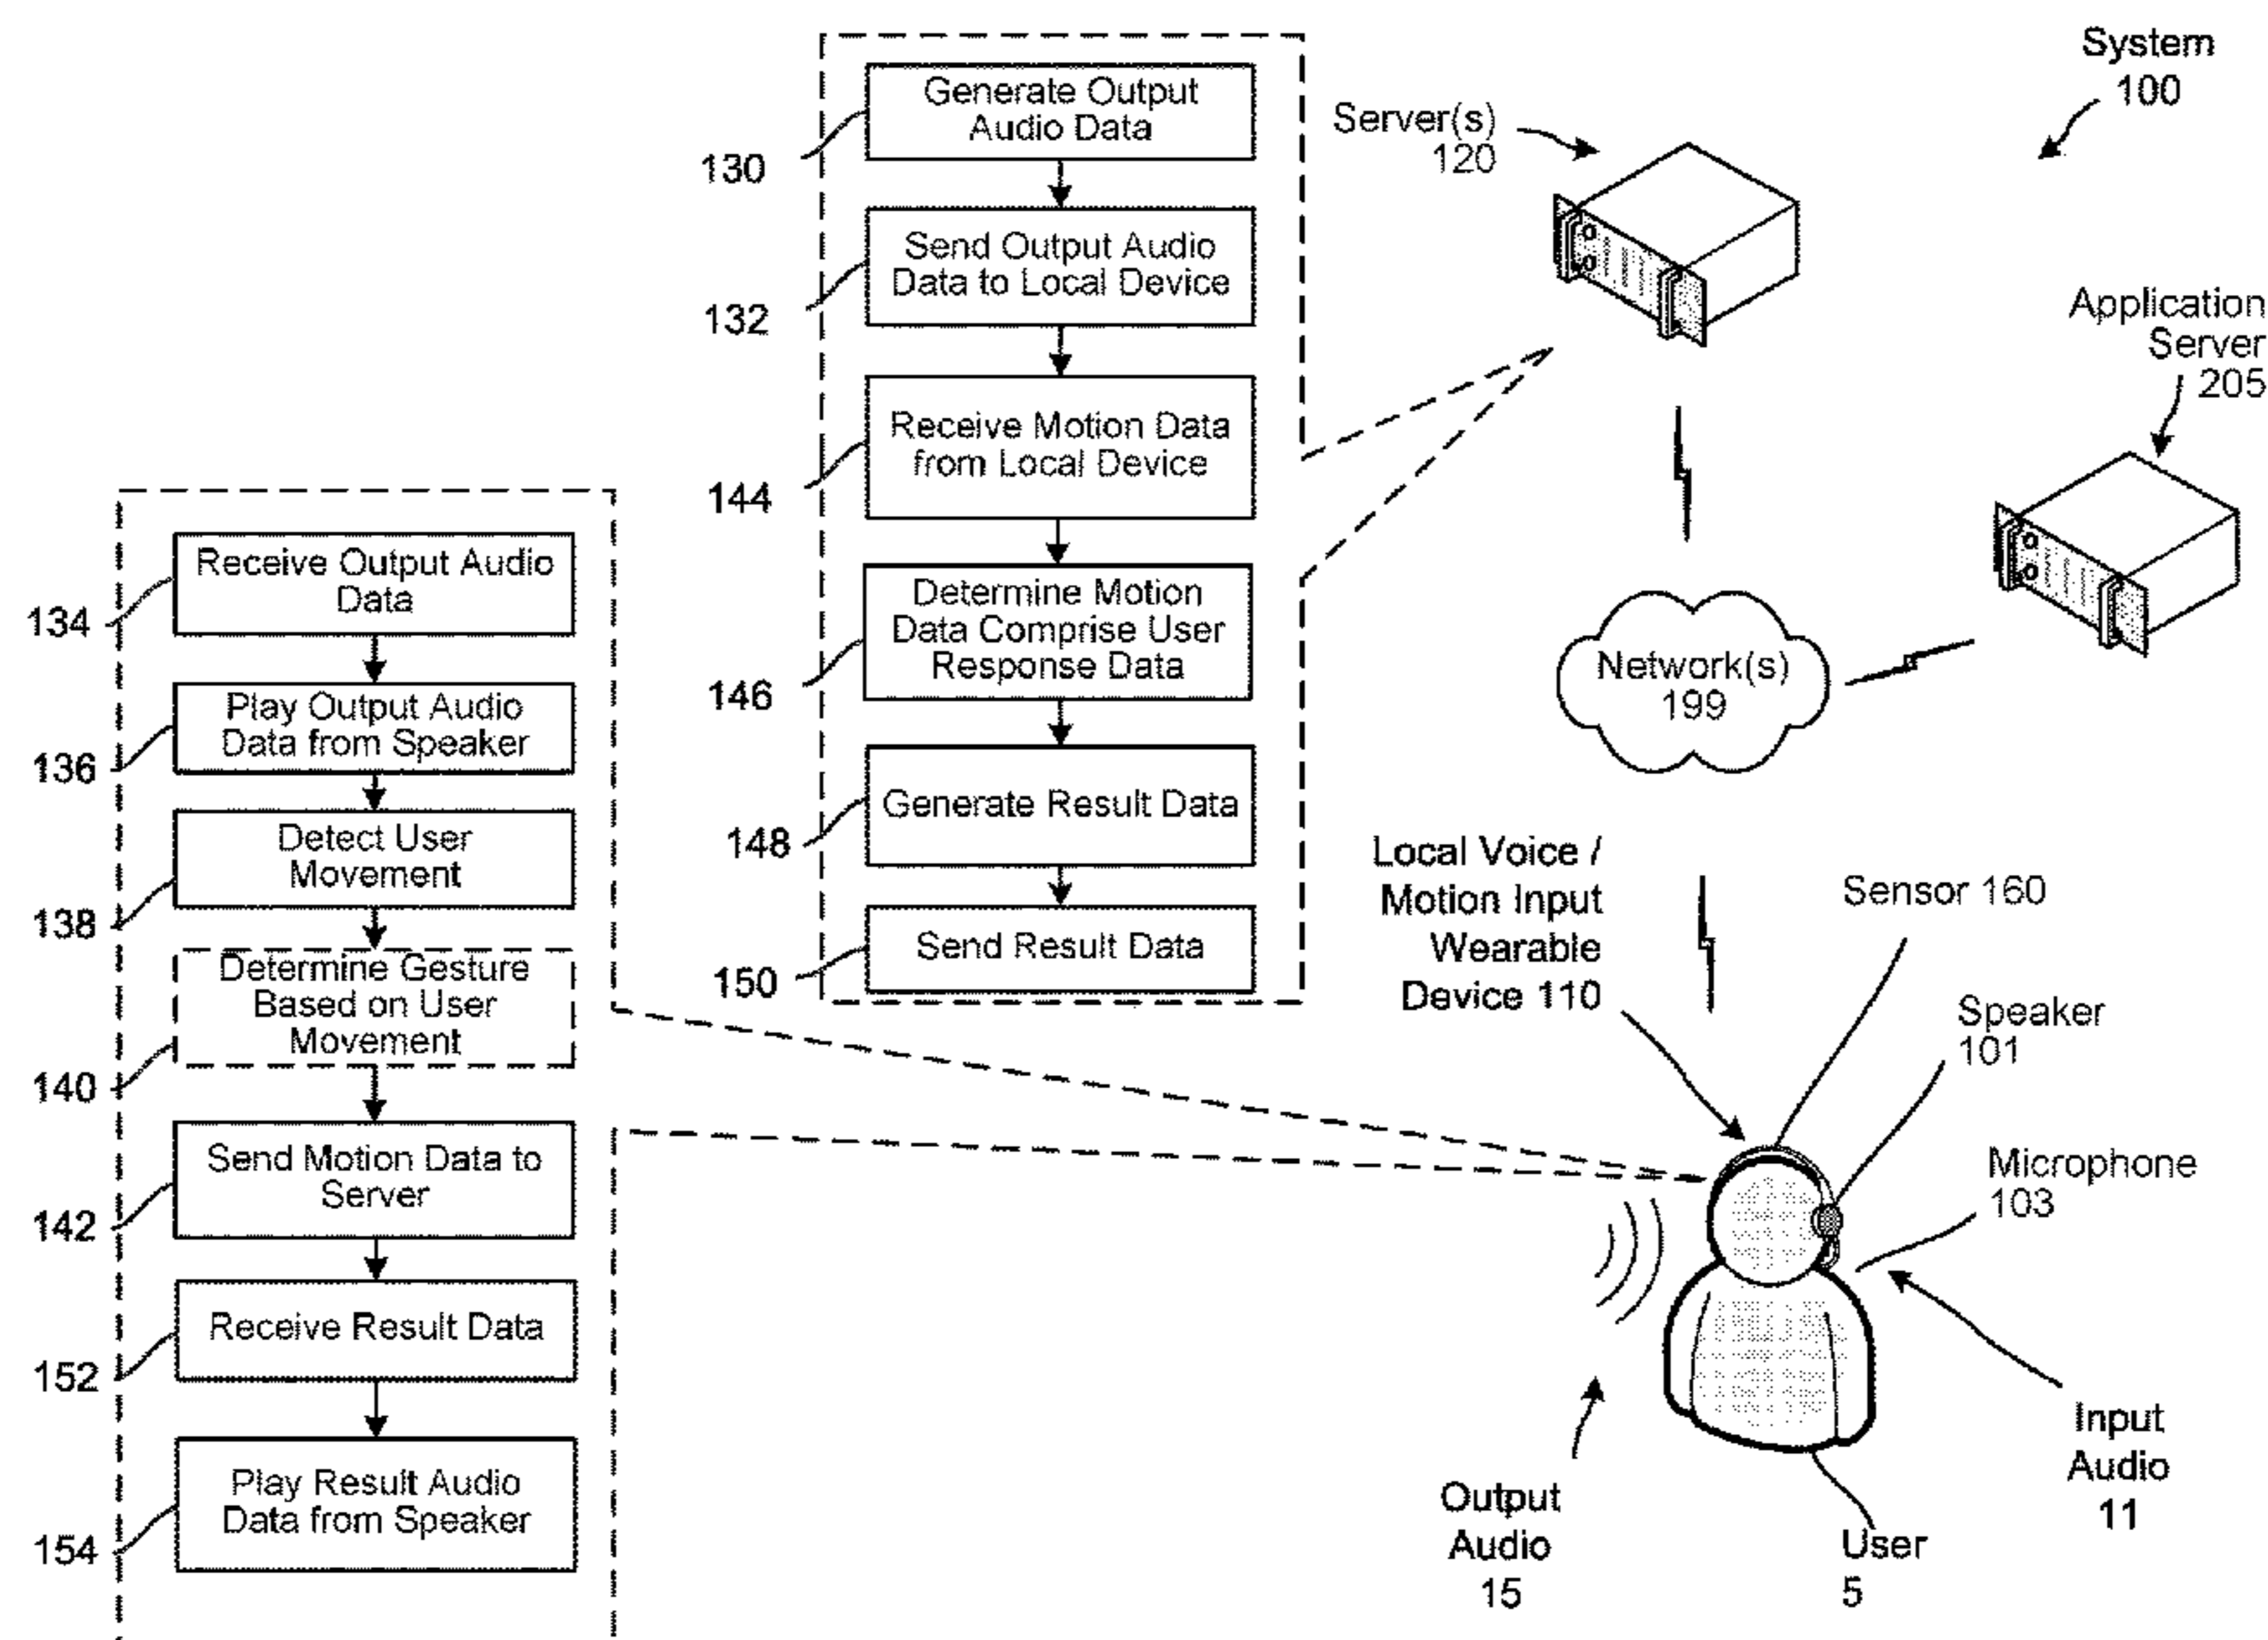 System
100
Server(s)
120
Application
Server
205
Generate Output
Audio Data
130
Send Output Audio
Data to Local Device
132
Receive Motion Data
from Local Device
144
Determine Motion
Data Comprise User
Response Data
146
Generate Result Data
148
Send Result Data
150
Receive Output Audio
Data
134
Play Output Audio
Data from Speaker
136
Detect User
Movement
138
Determine Gesture
Based on User
Movement
140
Send Motion Data to
Server
142
Receive Result Data
152
Play Result Audio
Data from Speaker
154
Network(s)
199
Local Voice /
Motion Input
Wearable
Device 110
Sensor 160
Speaker
101
Microphone
103
Input
Audio
11
Output
Audio
15
User
5